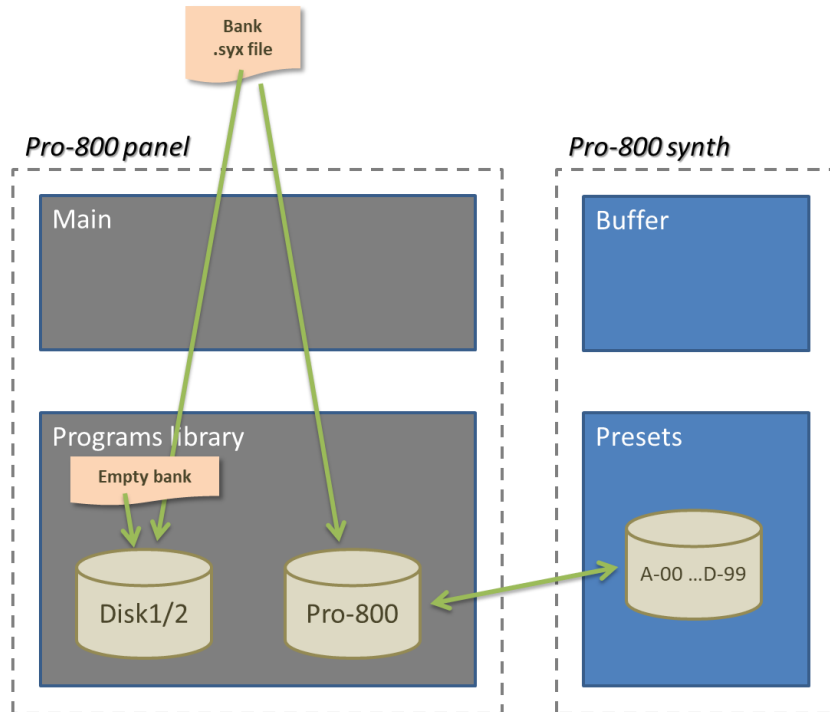 Bank
.syx file
Pro-800 panel
Pro-800 synth
Main
Buffer
Programs library
Presets
Empty bank
A-00 ...D-99
Disk1/2
Pro-800